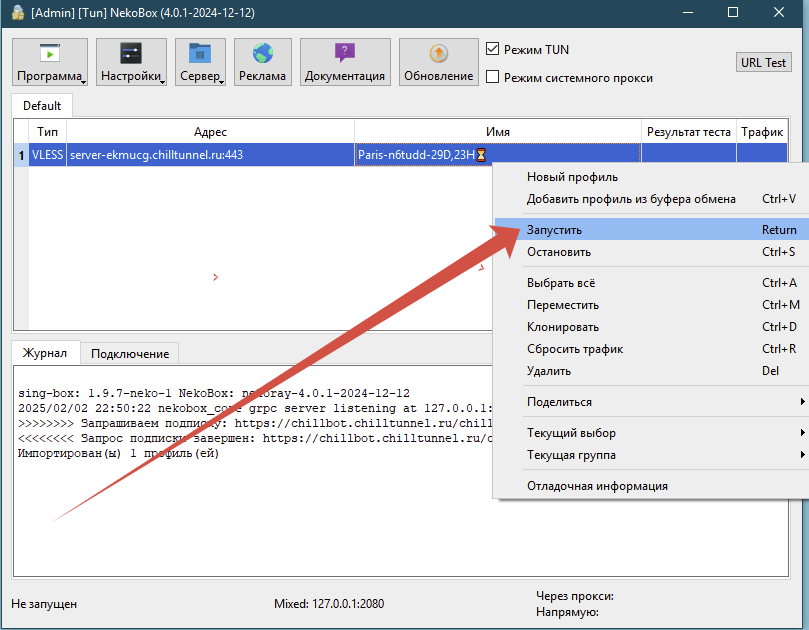 [Admin] [Tun] NekoBox (4.0.1-2024-12-12)
Программа
Настройки
Сервер
Реклама
Документация
Обновление
Режим TUN
Режим системного прокси
URL Test
Default
Тип Адрес Имя Результат теста Трафик
1 VLESS server-ekmucg.chilltunnel.ru:443 Paris-n6tudd-29D,23H⏳
Новый профиль
Добавить профиль из буфера обмена Ctrl+V
Запустить Return
Остановить Ctrl+S
Выбрать всё Ctrl+A
Переместить Ctrl+M
Клонировать Ctrl+D
Сбросить трафик Ctrl+R
Удалить Del
Поделиться
Текущий выбор
Текущая группа
Отладочная информация
Журнал
Подключение
sing-box: 1.9.7-neko-1 NekoBox: nekoray-4.0.1-2024-12-12
2025/02/02 22:50:22 nekobox_core grpc server listening at 127.0.0.1:
>>>>>>>> Запрашиваем подписку: https://chillbot.chilltunnel.ru/chill
<<<<<<<< Запрос подписки завершен: https://chillbot.chilltunnel.ru/c
Импортирован(ы) 1 профиль(ей)
Не запущен
Mixed: 127.0.0.1:2080
Через прокси:
Напрямую: